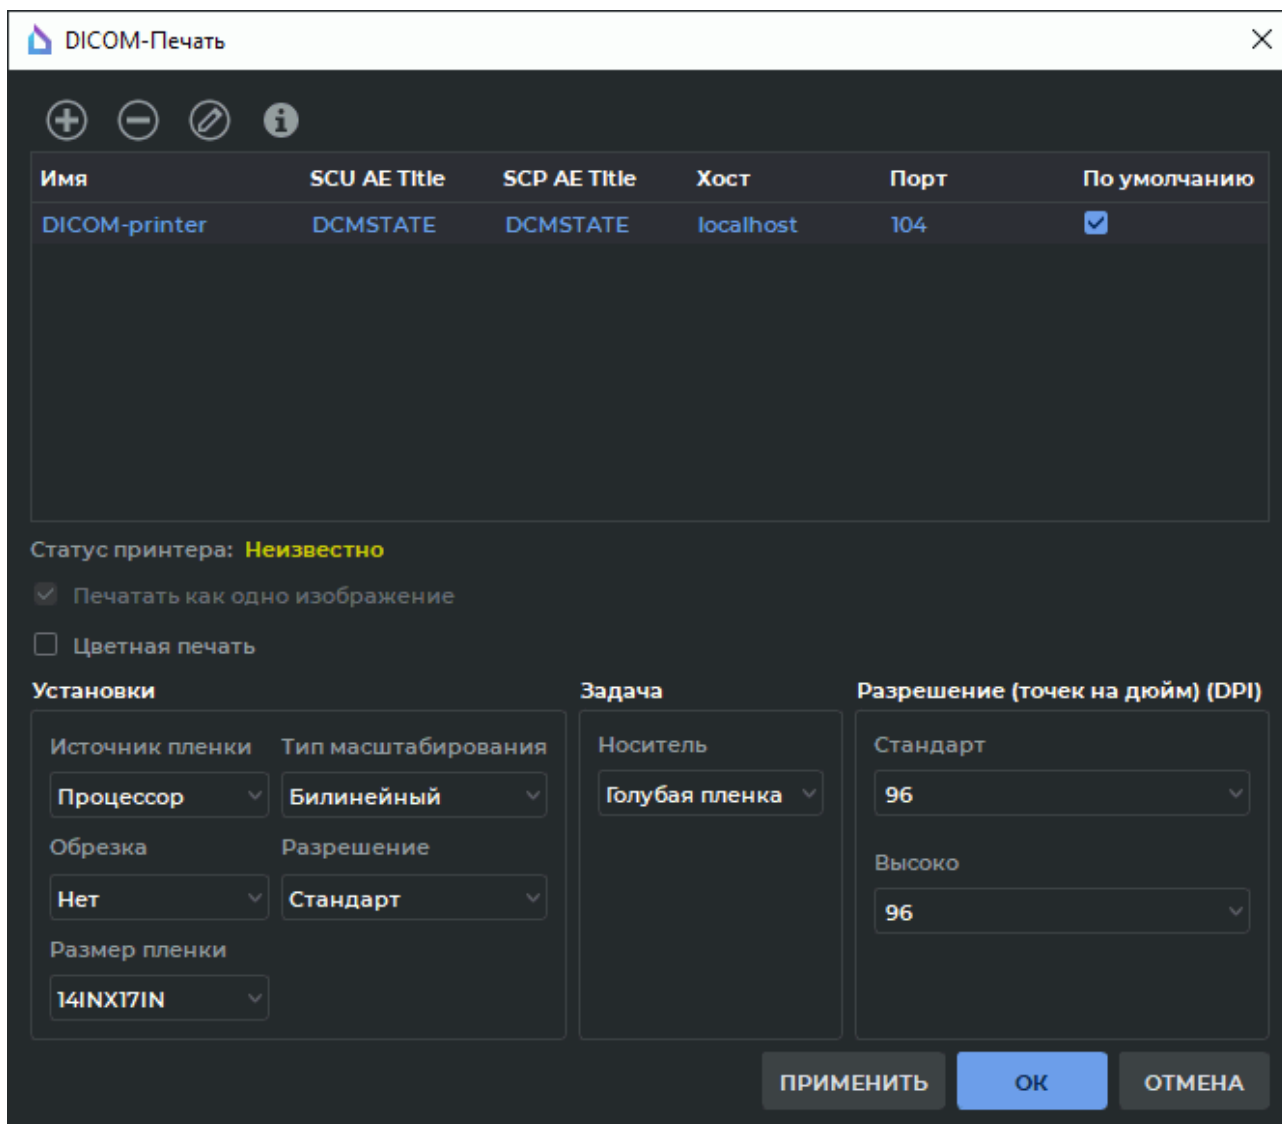 DICOM-Печать
Имя SCU AE Title SCP AE Title Хост Порт По умолчанию
DICOM-printer DCMSTATE DCMSTATE localhost 104
Статус принтера: Неизвестно
Печатать как одно изображение
Цветная печать
Установки Задача Разрешение (точек на дюйм) (DPI)
Источник пленки Тип масштабирования Носитель Стандарт
Процессор Билинейный Голубая пленка 96
Обрезка Разрешение Высоко
Нет Стандарт 96
Размер пленки
14INX17IN
ПРИМЕНИТЬ ОК ОТМЕНА